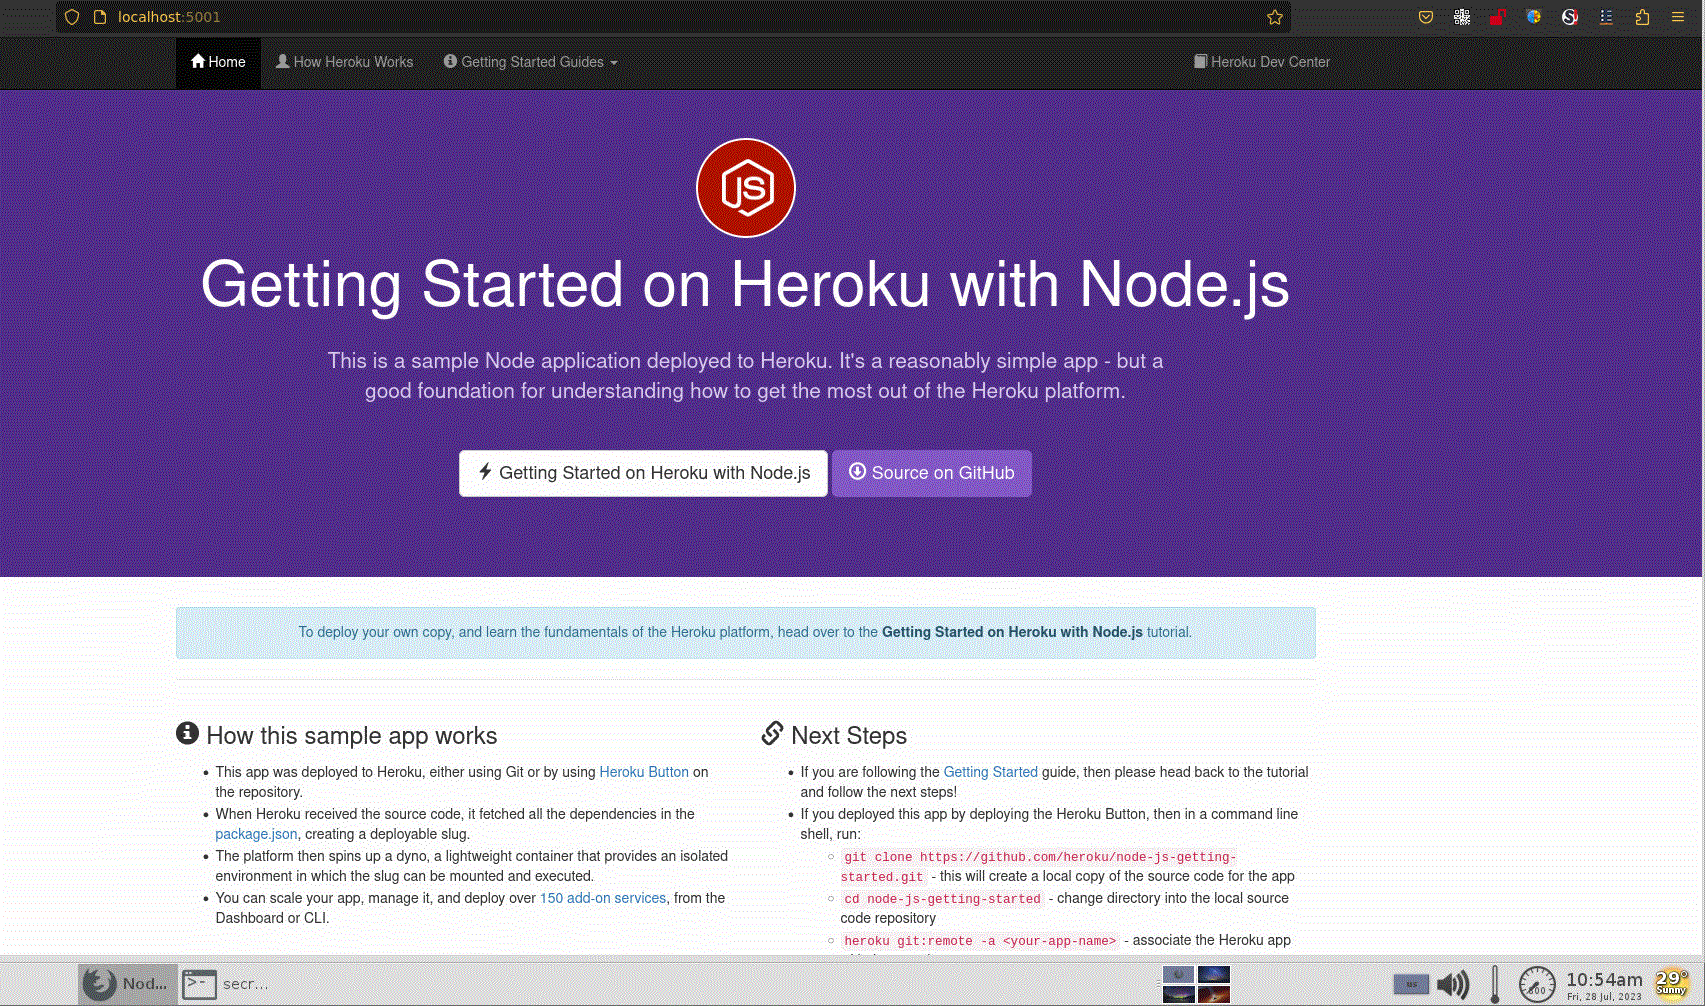 localhost:5001
Home How Heroku Works Getting Started Guides Heroku Dev Center
JS
Getting Started on Heroku with Node.js
This is a sample Node application deployed to Heroku. It's a reasonably simple app - but a
good foundation for understanding how to get the most out of the Heroku platform.
Getting Started on Heroku with Node.js Source on GitHub
To deploy your own copy, and learn the fundamentals of the Heroku platform, head over to the Getting Started on Heroku with Node.js tutorial.
How this sample app works
This app was deployed to Heroku, either using Git or by using Heroku Button on
the repository.
When Heroku received the source code, it fetched all the dependencies in the
package.json, creating a deployable slug.
The platform then spins up a dyno, a lightweight container that provides an isolated
environment in which the slug can be mounted and executed.
You can scale your app, manage it, and deploy over 150 add-on services, from the
Dashboard or CLI.
Next Steps
If you are following the Getting Started guide, then please head back to the tutorial
and follow the next steps!
If you deployed this app by deploying the Heroku Button, then in a command line
shell, run:
git clone https://github.com/heroku/node-js-getting-
started.git - this will create a local copy of the source code for the app
cd node-js-getting-started - change directory into the local source
code repository
heroku git:remote -a <your-app-name> - associate the Heroku app
Nod... secr...
us
800
10:54am
Fri, 28 Jul, 2023
29°
Sunny